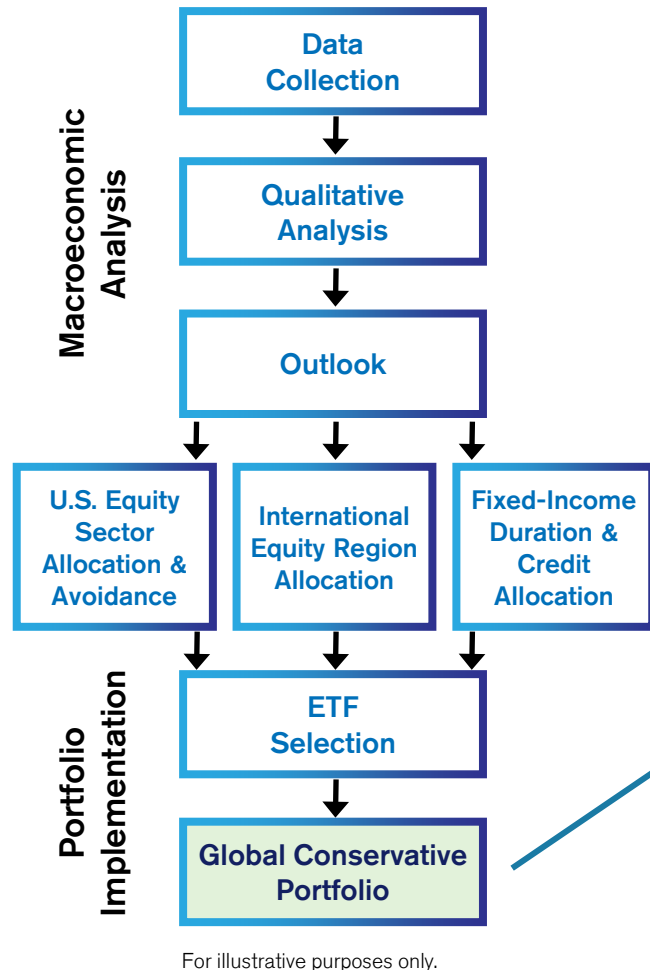 Macroeconomic
Analysis
Data
Collection
Qualitative
Analysis
Outlook
U.S. Equity
Sector
Allocation &
Avoidance
International
Equity Region
Allocation
Fixed-Income
Duration &
Credit
Allocation
Portfolio
Implementation
ETF
Selection
Global Conservative
Portfolio
For illustrative purposes only.